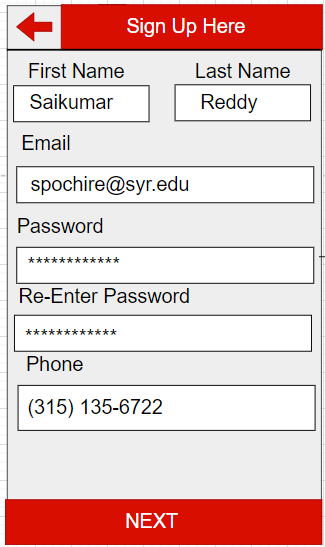 Sign Up Here
First Name Last Name
Saikumar Reddy
Email
spochire@syr.edu
Password
************
Re-Enter Password
************
Phone
(315) 135-6722
NEXT